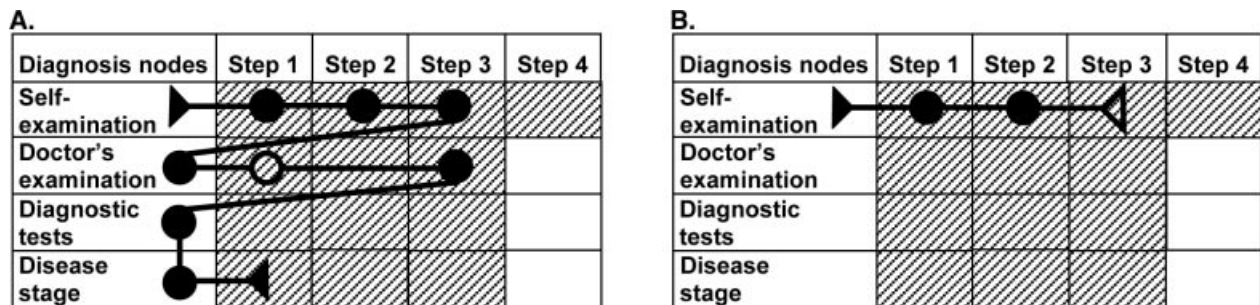 A.
Diagnosis nodes Step 1 Step 2 Step 3 Step 4
Self-
examination
Doctor's
examination
Diagnostic
tests
Disease
stage
B.
Diagnosis nodes Step 1 Step 2 Step 3 Step 4
Self-
examination
Doctor's
examination
Diagnostic
tests
Disease
stage